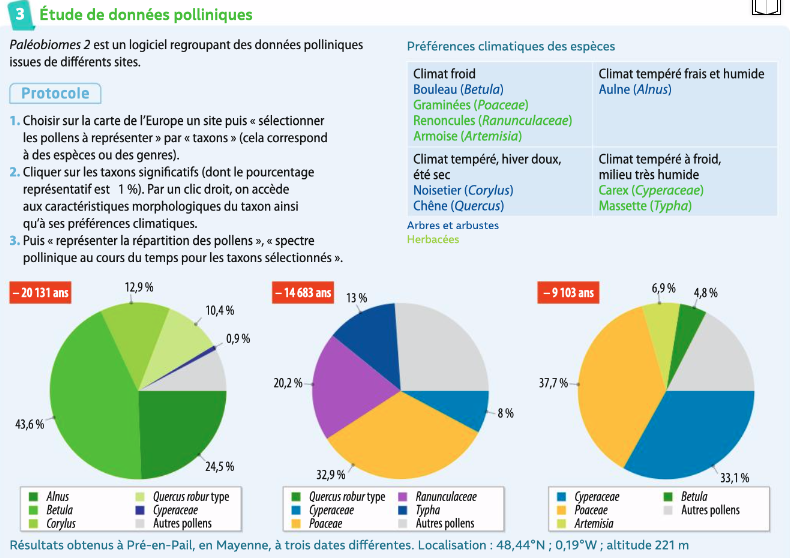 3 Étude de données polliniques
Paléobiomes 2 est un logiciel regroupant des données polliniques
issues de différents sites.
Protocole
1. Choisir sur la carte de l'Europe un site puis « sélectionner
les pollens à représenter » par « taxons » (cela correspond
à des espèces ou des genres).
2. Cliquer sur les taxons significatifs (dont le pourcentage
représentatif est 1 %). Par un clic droit, on accède
aux caractéristiques morphologiques du taxon ainsi
qu'à ses préférences climatiques.
3. Puis « représenter la répartition des pollens », « spectre
pollinique au cours du temps pour les taxons sélectionnés ».
Préférences climatiques des espèces
Climat froid
Bouleau (Betula)
Graminées (Poaceae)
Renoncules (Ranunculaceae)
Armoise (Artemisia)
Climat tempéré frais et humide
Aulne (Alnus)
Climat tempéré, hiver doux,
été sec
Noisetier (Corylus)
Chêne (Quercus)
Climat tempéré à froid,
milieu très humide
Carex (Cyperaceae)
Massette (Typha)
Arbres et arbustes
Herbacées
– 20 131 ans
12,9 %
10,4 %
0,9 %
43,6 %
24,5 %
Alnus
Betula
Corylus
Quercus robur type
Cyperaceae
Autres pollens
– 14 683 ans
13 %
20,2 %
8 %
32,9 %
Quercus robur type
Cyperaceae
Poaceae
Ranunculaceae
Typha
Autres pollens
– 9 103 ans
6,9 %
4,8 %
37,7 %
33,1 %
Cyperaceae
Poaceae
Artemisia
Betula
Autres pollens
Résultats obtenus à Pré-en-Pail, en Mayenne, à trois dates différentes. Localisation : 48,44°N ; 0,19°W ; altitude 221 m